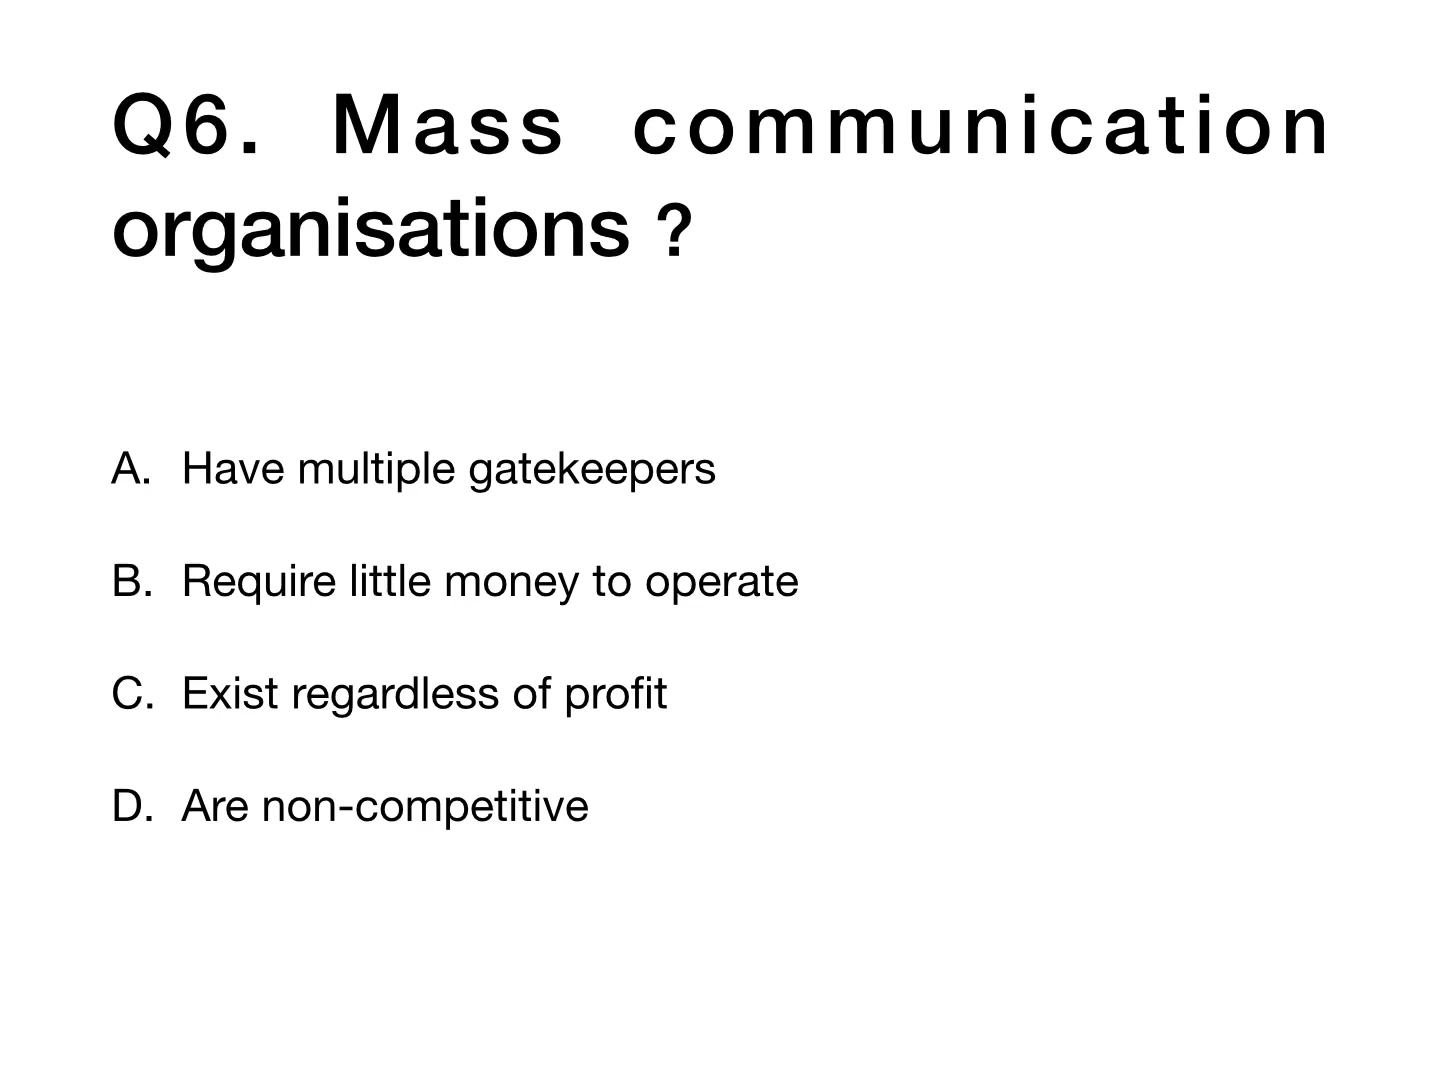 Q6. Mass communication
organisations ?
A. Have multiple gatekeepers
B. Require little money to operate
C. Exist regardless of profit
D. Are non-competitive